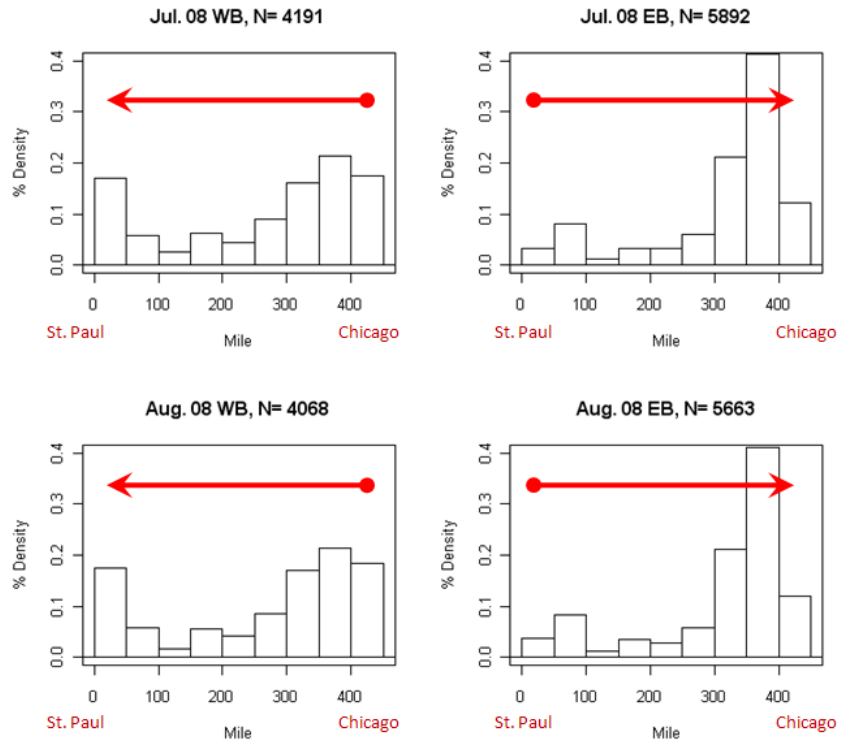 Jul. 08 WB, N= 4191
% Density
0.0 0.1 0.2 0.3 0.4
0 100 200 300 400
St. Paul Chicago
Mile
Jul. 08 EB, N= 5892
% Density
0.0 0.1 0.2 0.3 0.4
0 100 200 300 400
St. Paul Chicago
Mile
Aug. 08 WB, N= 4068
% Density
0.0 0.1 0.2 0.3 0.4
0 100 200 300 400
St. Paul Chicago
Mile
Aug. 08 EB, N= 5663
% Density
0.0 0.1 0.2 0.3 0.4
0 100 200 300 400
St. Paul Chicago
Mile